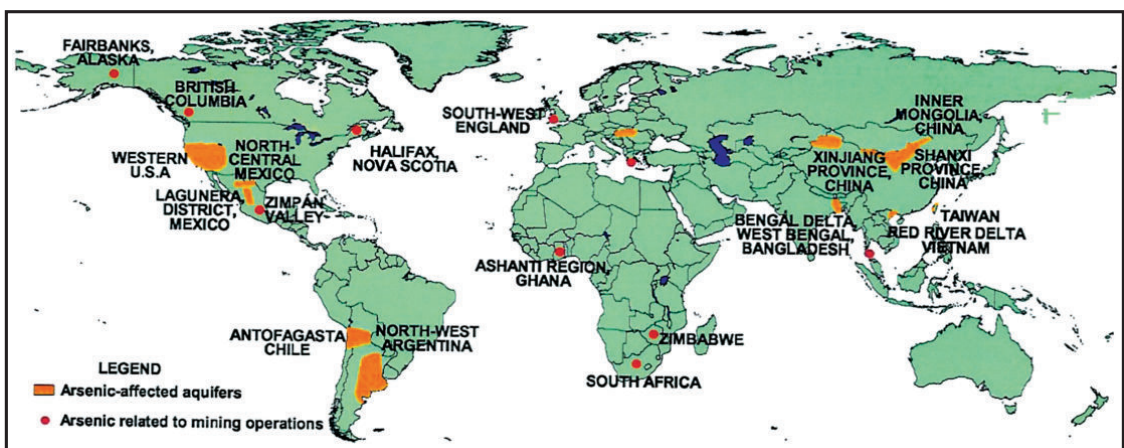 FAIRBANKS,
ALASKA
BRITISH
COLUMBIA
WESTERN
U.S.A
NORTH-
CENTRAL
MEXICO
HALIFAX,
NOVA SCOTIA
LAGUNERA
DISTRICT,
MEXICO
ZIMPAN
VALLEY
SOUTH-WEST
ENGLAND
INNER
MONGOLIA,
CHINA
XINJIANG
PROVINCE,
CHINA
SHANXI
PROVINCE,
CHINA
BENGAL DELTA
WEST BENGAL,
BANGLADESH
TAIWAN
RED RIVER DELTA
VIETNAM
ASHANTI REGION,
GHANA
ANTOFAGASTA
CHILE
NORTH-WEST
ARGENTINA
ZIMBABWE
SOUTH AFRICA
LEGEND
Arsenic-affected aquifers
Arsenic related to mining operations